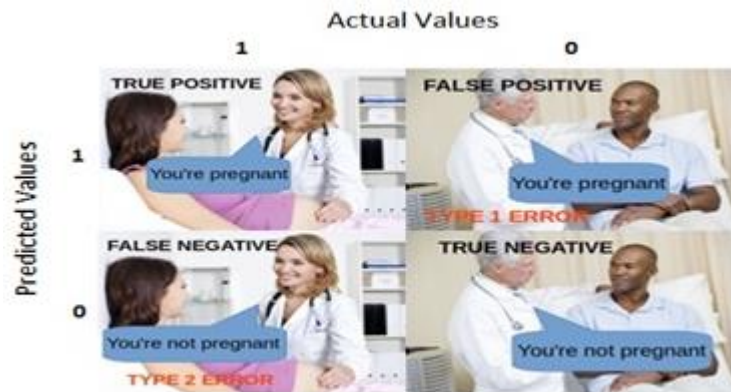 Actual Values
1 0
Predicted Values
1
TRUE POSITIVE
You're pregnant
FALSE POSITIVE
You're pregnant
TYPE 1 ERROR
0
FALSE NEGATIVE
You're not pregnant
TYPE 2 ERROR
TRUE NEGATIVE
You're not pregnant